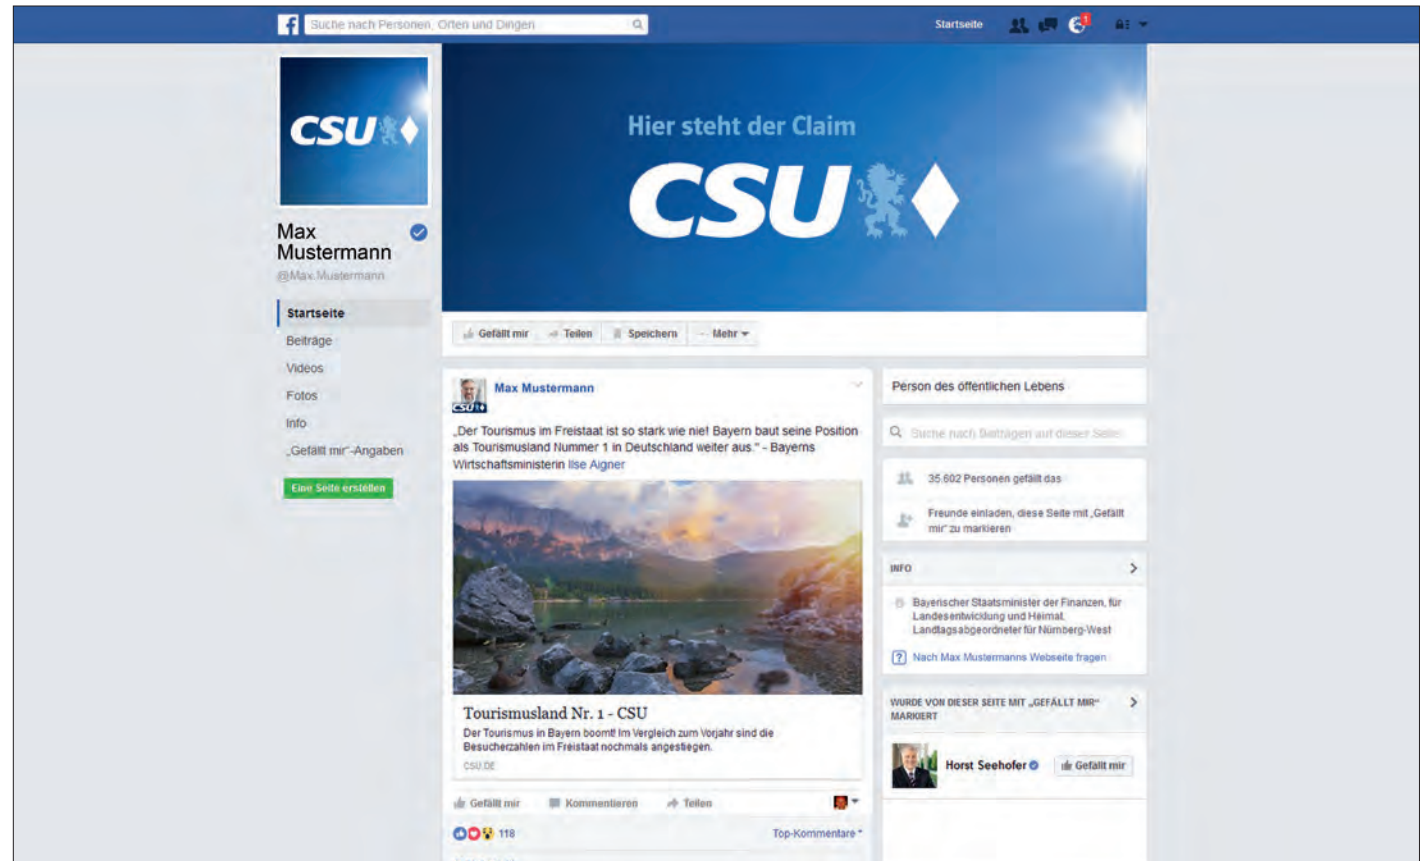 f
Suche nach Personen, Orten und Dingen
Startseite
1
CSU
Max
Mustermann
@Max.Mustermann
Startseite
Beiträge
Videos
Fotos
Info
„Gefällt mir“-Angaben
Eine Seite erstellen
Hier steht der Claim
CSU
Gefällt mir
Teilen
Speichern
Mehr
CSU
Max Mustermann
„Der Tourismus im Freistaat ist so stark wie nie! Bayern baut seine Position
als Tourismusland Nummer 1 in Deutschland weiter aus." - Bayerns
Wirtschaftsministerin Ilse Aigner
Tourismusland Nr. 1 - CSU
Der Tourismus in Bayern boomt! Im Vergleich zum Vorjahr sind die
Besucherzahlen im Freistaat nochmals angestiegen.
CSU.DE
Gefällt mir
Kommentieren
Teilen
118
Top-Kommentare
Person des öffentlichen Lebens
Suche nach Beiträgen auf dieser Seite
35.602 Personen gefällt das
Freunde einladen, diese Seite mit „Gefällt
mir“ zu markieren
INFO
Bayerischer Staatsminister der Finanzen, für
Landesentwicklung und Heimat,
Landtagsabgeordneter für Nürnberg-West
? Nach Max Mustermanns Webseite fragen
WURDE VON DIESER SEITE MIT „GEFÄLLT MIR“
MARKIERT
Horst Seehofer
Gefällt mir